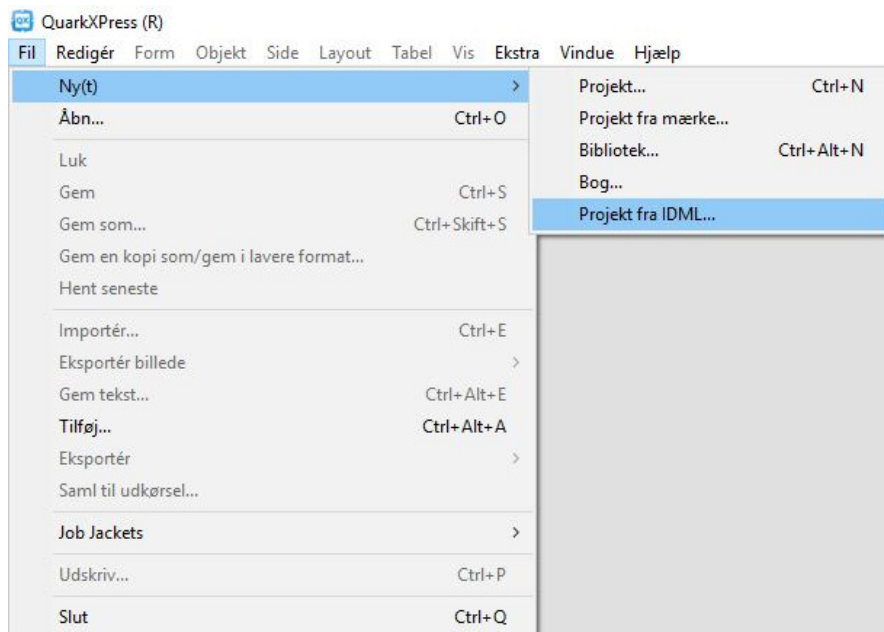 QX QuarkXPress (R)
Fil Redigér Form Objekt Side Layout Tabel Vis Ekstra Vindue Hjælp
Ny(t) >
Åbn... Ctrl+O
Luk
Gem Ctrl+S
Gem som... Ctrl+Skift+S
Gem en kopi som/gem i lavere format...
Hent seneste
Importér... Ctrl+E
Eksportér billede >
Gem tekst... Ctrl+Alt+E
Tilføj... Ctrl+Alt+A
Eksportér >
Saml til udkørsel...
Job Jackets >
Udskriv... Ctrl+P
Slut Ctrl+Q
Projekt... Ctrl+N
Projekt fra mærke...
Bibliotek... Ctrl+Alt+N
Bog...
Projekt fra IDML...